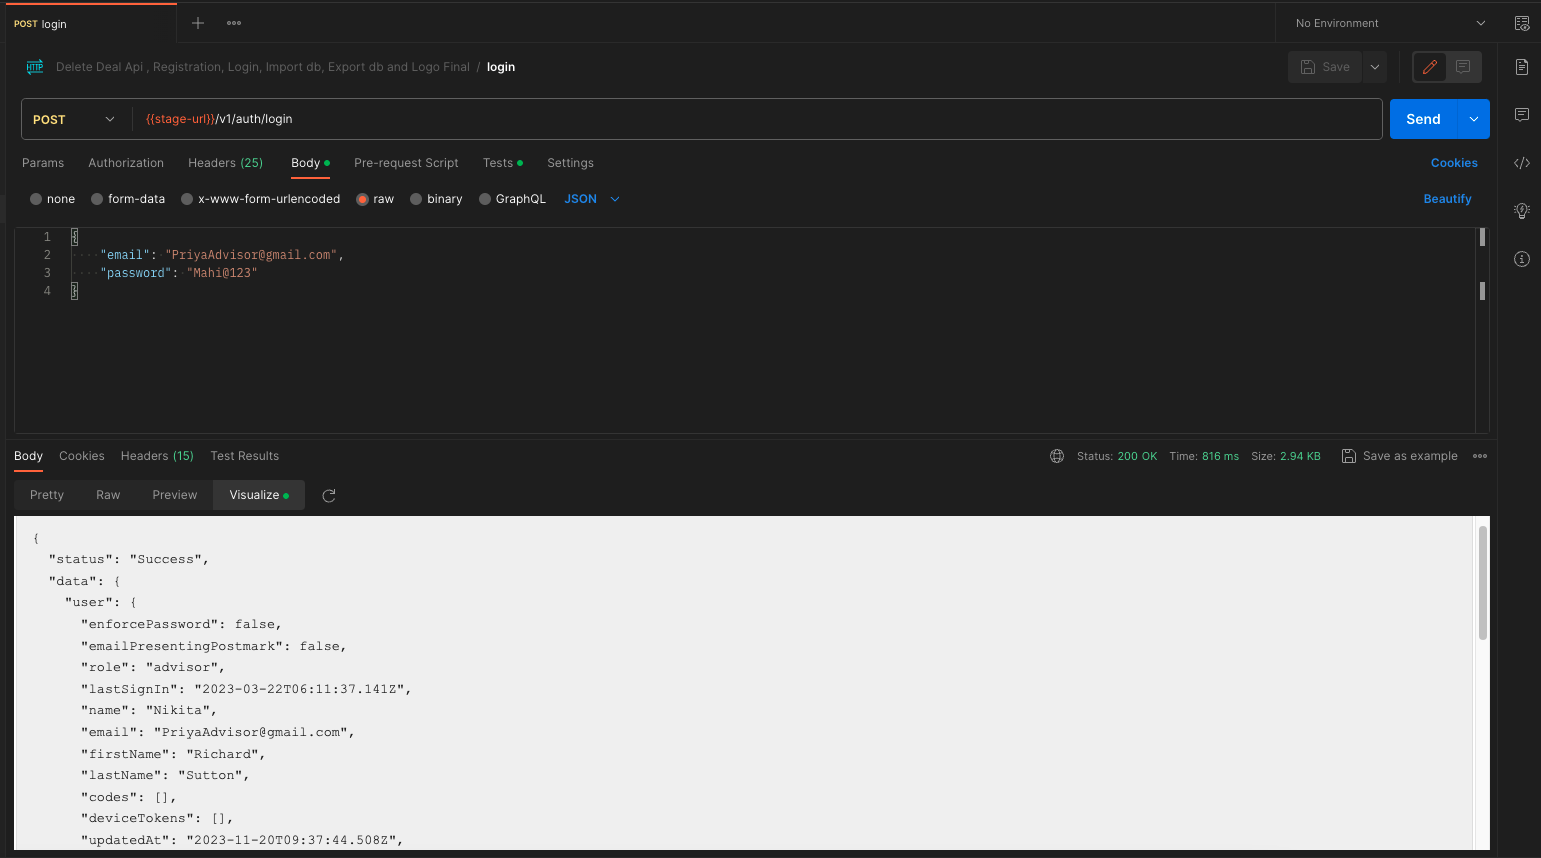 POST login
No Environment
HTTP Delete Deal Api , Registration, Login, Import db, Export db and Logo Final / login
Save
POST {{stage-url}}/v1/auth/login
Send
Params Authorization Headers (25) Body Pre-request Script Tests Settings Cookies
none form-data x-www-form-urlencoded raw binary GraphQL JSON Beautify
1 {
2 "email": "PriyaAdvisor@gmail.com",
3 "password": "Mahi@123"
4 }
Body Cookies Headers (15) Test Results Status: 200 OK Time: 816 ms Size: 2.94 KB Save as example
Pretty Raw Preview Visualize
{
"status": "Success",
"data": {
"user": {
"enforcePassword": false,
"emailPresentingPostmark": false,
"role": "advisor",
"lastSignIn": "2023-03-22T06:11:37.141Z",
"name": "Nikita",
"email": "PriyaAdvisor@gmail.com",
"firstName": "Richard",
"lastName": "Sutton",
"codes": [],
"deviceTokens": [],
"updatedAt": "2023-11-20T09:37:44.508Z",